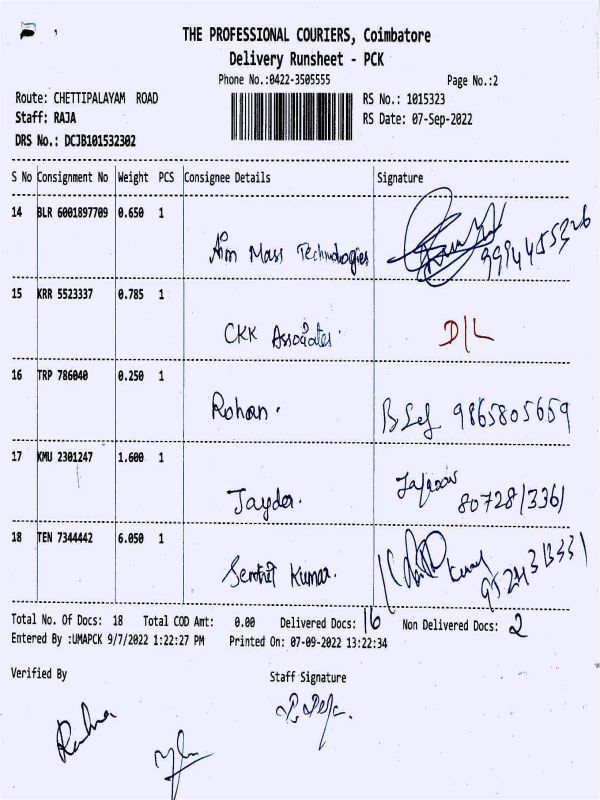 THE PROFESSIONAL COURIERS, Coimbatore
Delivery Runsheet - PCK
Phone No.:0422-3505555 Page No.:2
Route: CHETTIPALAYAM ROAD RS No.: 1015323
Staff: RAJA RS Date: 07-Sep-2022
DRS No.: DCJB101532302
S No Consignment No Weight PCS Consignee Details Signature
14 BLR 6001897709 0.650 1
Aim Mass Technologies 9994455326
15 KRR 5523337 0.785 1
CKK Associates. D/L
16 TRP 786040 0.250 1
Rohan. 9865805659
17 KMU 2301247 1.600 1
Jayder. 8072813361
18 TEN 7344442 6.050 1
Senthil Kumar.
Total No. Of Docs: 18 Total COD Amt: 0.00 Delivered Docs: 16 Non Delivered Docs: 2
Entered By :UMAPCK 9/7/2022 1:22:27 PM Printed On: 07-09-2022 13:22:34
Verified By Staff Signature